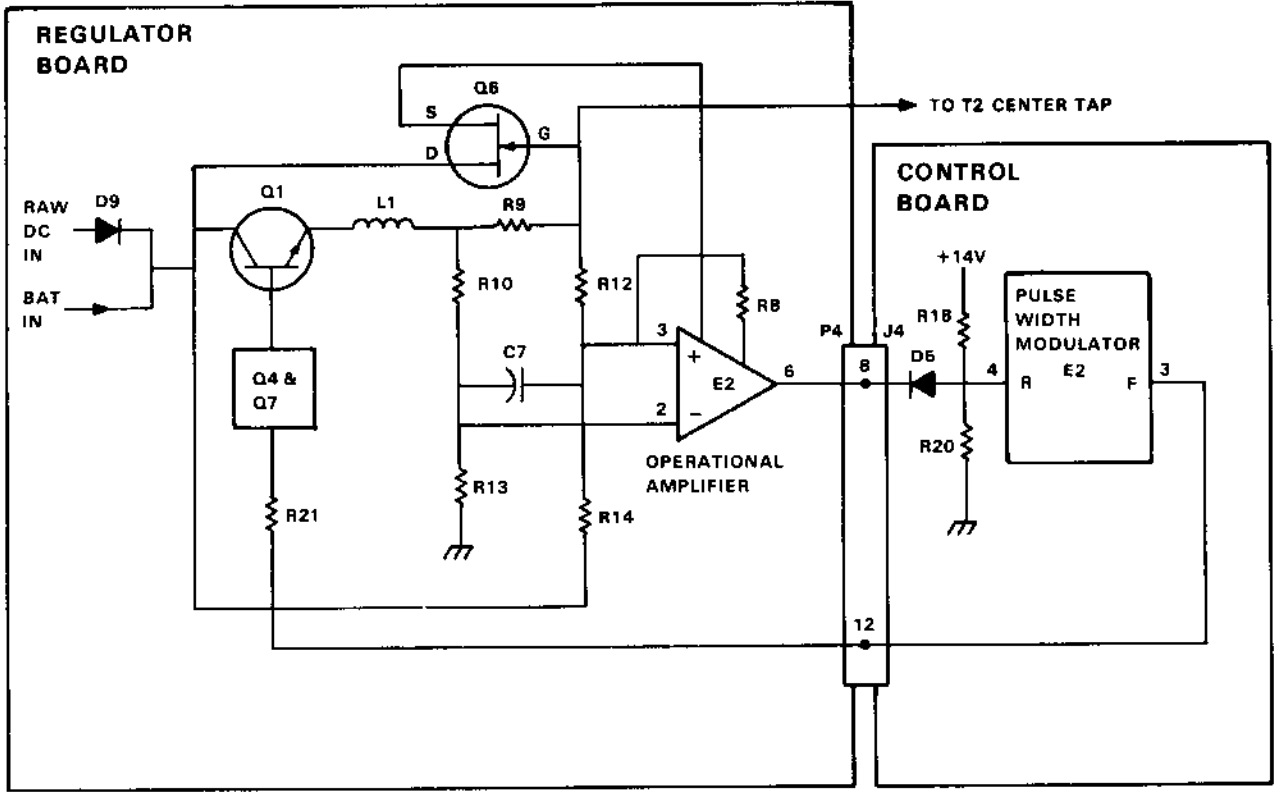 REGULATOR
BOARD
Q6
S
G
D
TO T2 CENTER TAP
CONTROL
BOARD
RAW
DC
IN
D9
Q1
L1
R9
BAT
IN
R10
R12
R8
+14V
R18
PULSE
WIDTH
MODULATOR
E2
P4
J4
8
D5
4
R
F
3
C7
3
+
E2
6
2
−
OPERATIONAL
AMPLIFIER
Q4 &
Q7
R20
R13
R14
R21
12